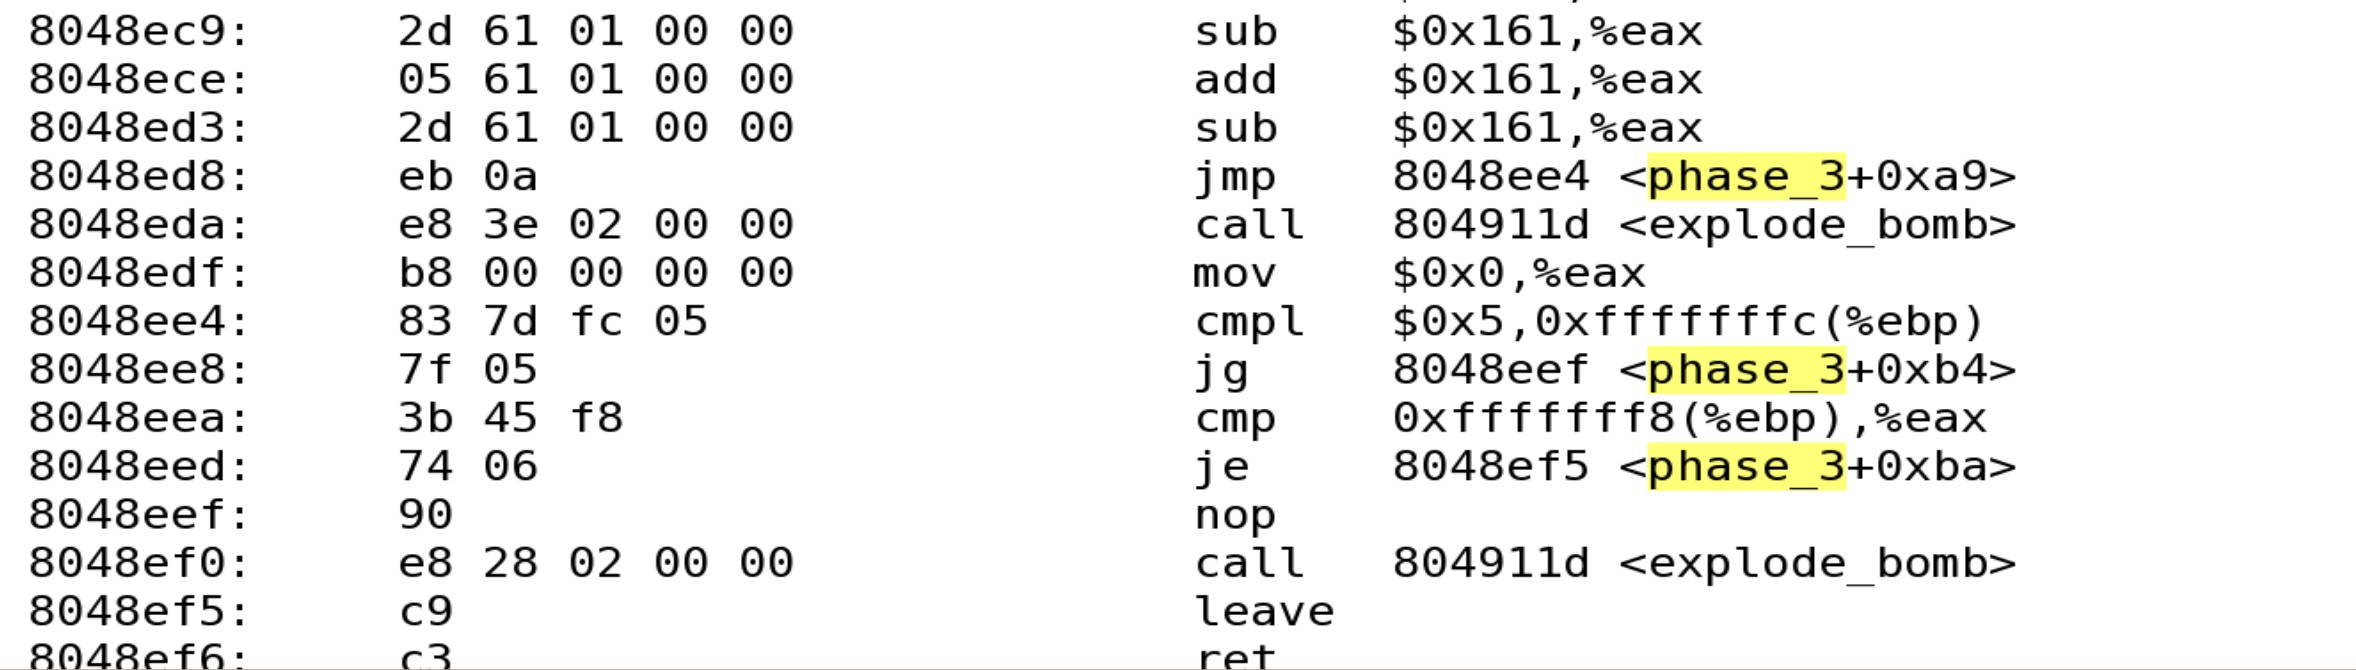 8048ec9: 2d 61 01 00 00 sub $0x161,%eax
8048ece: 05 61 01 00 00 add $0x161,%eax
8048ed3: 2d 61 01 00 00 sub $0x161,%eax
8048ed8: eb 0a jmp 8048ee4 <phase_3+0xa9>
8048eda: e8 3e 02 00 00 call 804911d <explode_bomb>
8048edf: b8 00 00 00 00 mov $0x0,%eax
8048ee4: 83 7d fc 05 cmpl $0x5,0xfffffffc(%ebp)
8048ee8: 7f 05 jg 8048eef <phase_3+0xb4>
8048eea: 3b 45 f8 cmp 0xfffffff8(%ebp),%eax
8048eed: 74 06 je 8048ef5 <phase_3+0xba>
8048eef: 90 nop
8048ef0: e8 28 02 00 00 call 804911d <explode_bomb>
8048ef5: c9 leave
8048ef6: c3 ret